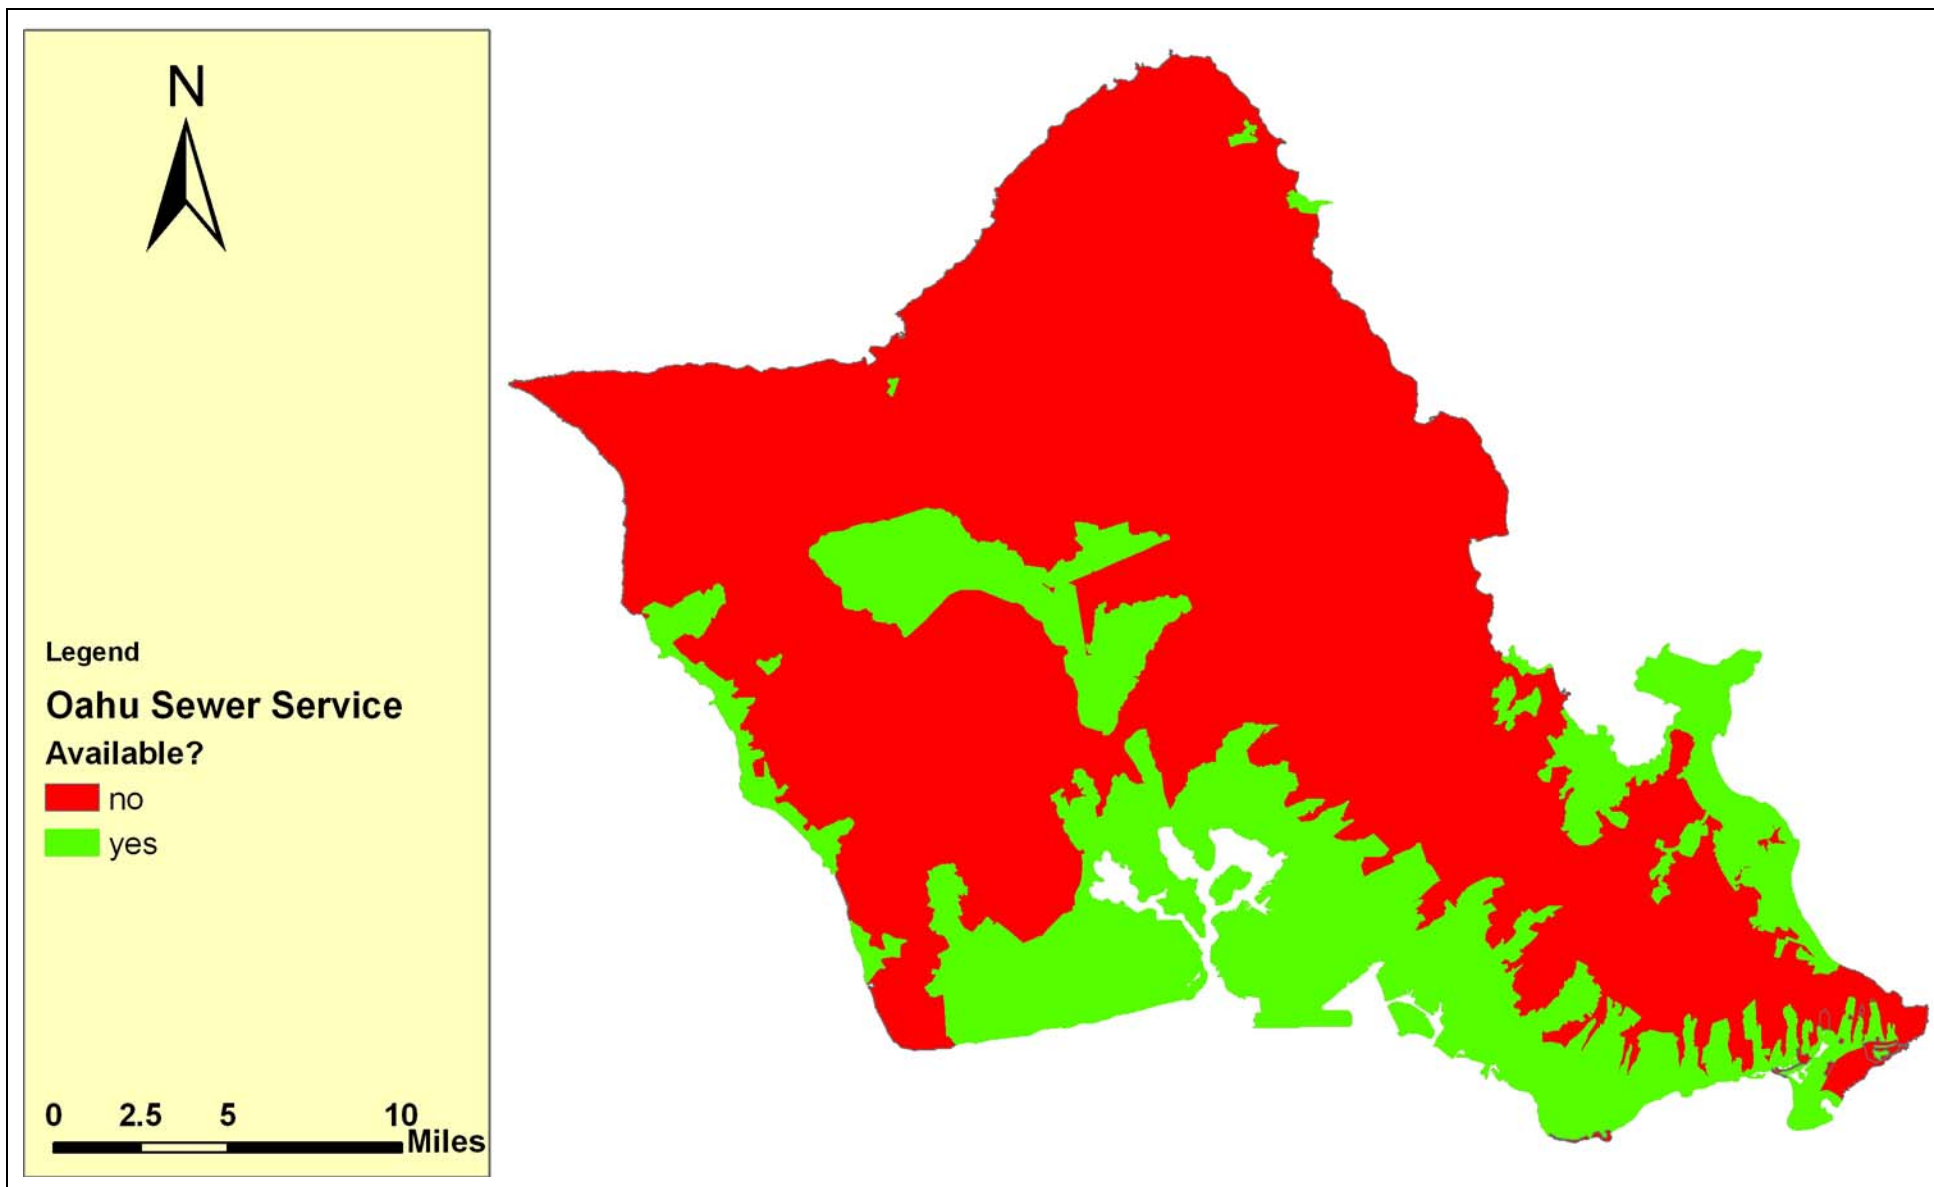 N
Legend
Oahu Sewer Service
Available?
no
yes
0 2.5 5 10
Miles